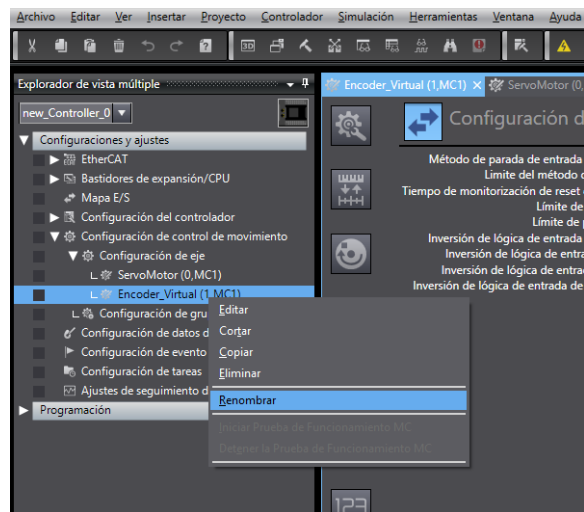 Archivo Editar Ver Insertar Proyecto Controlador Simulación Herramientas Ventana Ayuda
Explorador de vista múltiple
Encoder_Virtual (1,MC1) ServoMotor (0,
new_Controller_0
Configuración d
Configuraciones y ajustes
EtherCAT
Bastidores de expansión/CPU
Mapa E/S
Configuración del controlador
Configuración de control de movimiento
Configuración de eje
ServoMotor (0,MC1)
Encoder_Virtual (1,MC1)
Configuración de gru
Configuración de datos d
Configuración de evento
Configuración de tareas
Ajustes de seguimiento d
Programación
Método de parada de entrada
Limite del método d
Tiempo de monitorización de reset
Límite de
Límite de
Inversión de lógica de entrada
Inversión de lógica de entra
Inversión de lógica de entrad
Inversión de lógica de entrada de
Editar
Cortar
Copiar
Eliminar
Renombrar
Iniciar Prueba de Funcionamiento MC
Detener la Prueba de Funcionamiento MC
123